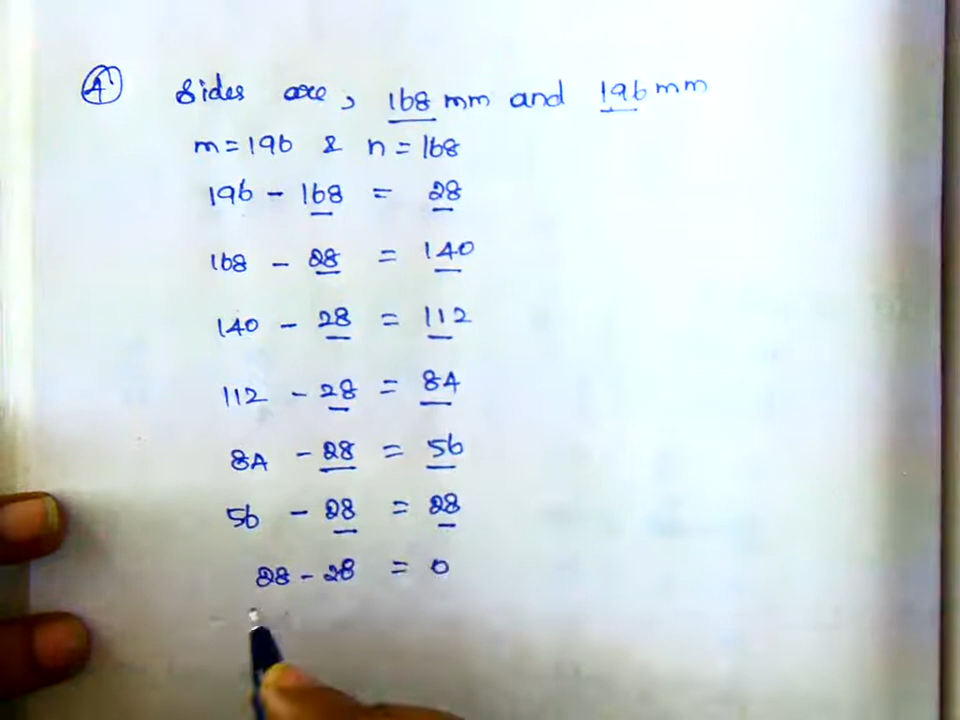 4 Sides are, 168 mm and 196 mm
m = 196 & n = 168
196 - 168 = 28
168 - 28 = 140
140 - 28 = 112
112 - 28 = 84
84 - 28 = 56
56 - 28 = 28
28 - 28 = 0